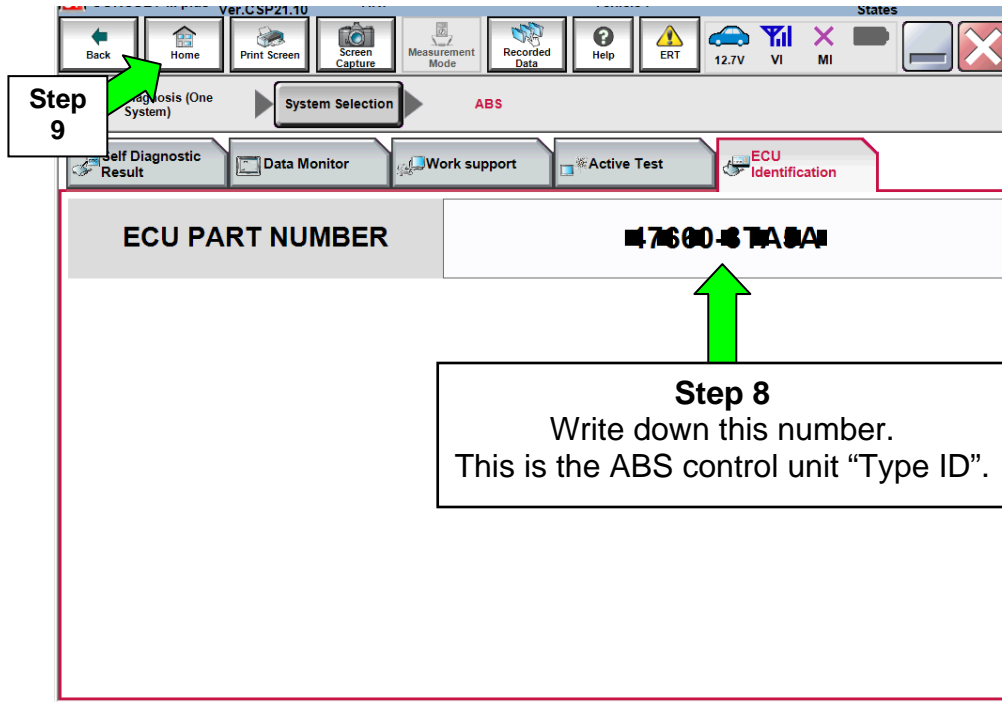 Ver.CSP21.10
States
Back
Home
Print Screen
Screen
Capture
Measurement
Mode
Recorded
Data
Help
ERT
12.7V
VI
MI
Step
9
(One
System)
System Selection
ABS
Self Diagnostic
Result
Data Monitor
Work support
Active Test
ECU
Identification
ECU PART NUMBER
Step 8
Write down this number.
This is the ABS control unit “Type ID”.